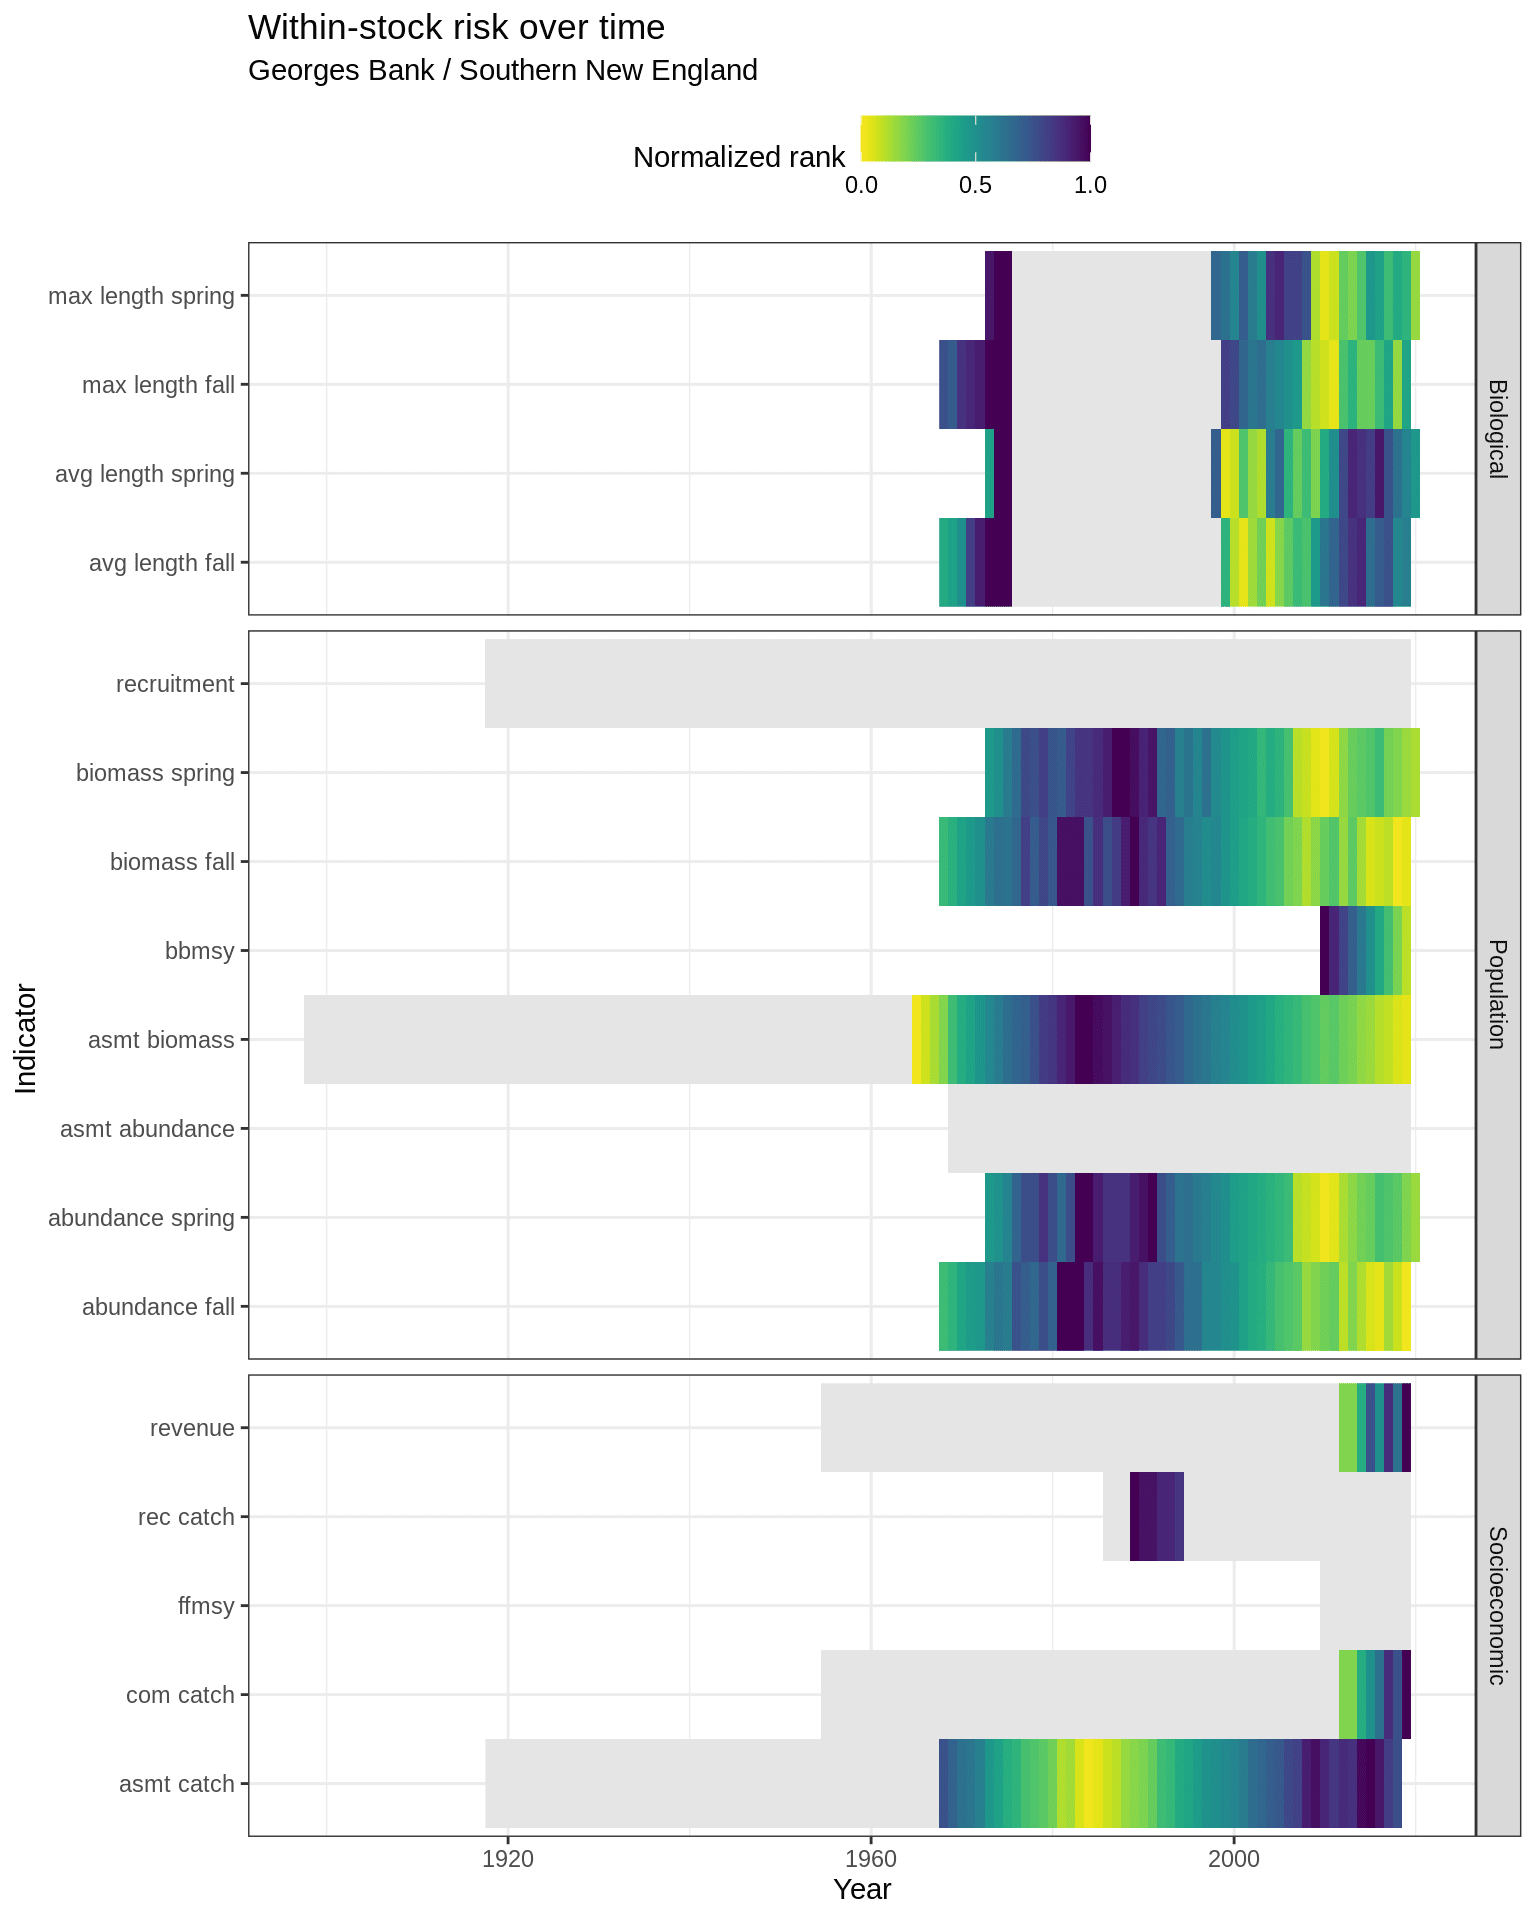 Within-stock risk over time
Georges Bank / Southern New England
Normalized rank
0.0 0.5 1.0
max length spring
max length fall
avg length spring
avg length fall
Biological
recruitment
biomass spring
biomass fall
bbmsy
asmt biomass
asmt abundance
abundance spring
abundance fall
Population
revenue
rec catch
ffmsy
com catch
asmt catch
Socioeconomic
Indicator
1920 1960 2000
Year